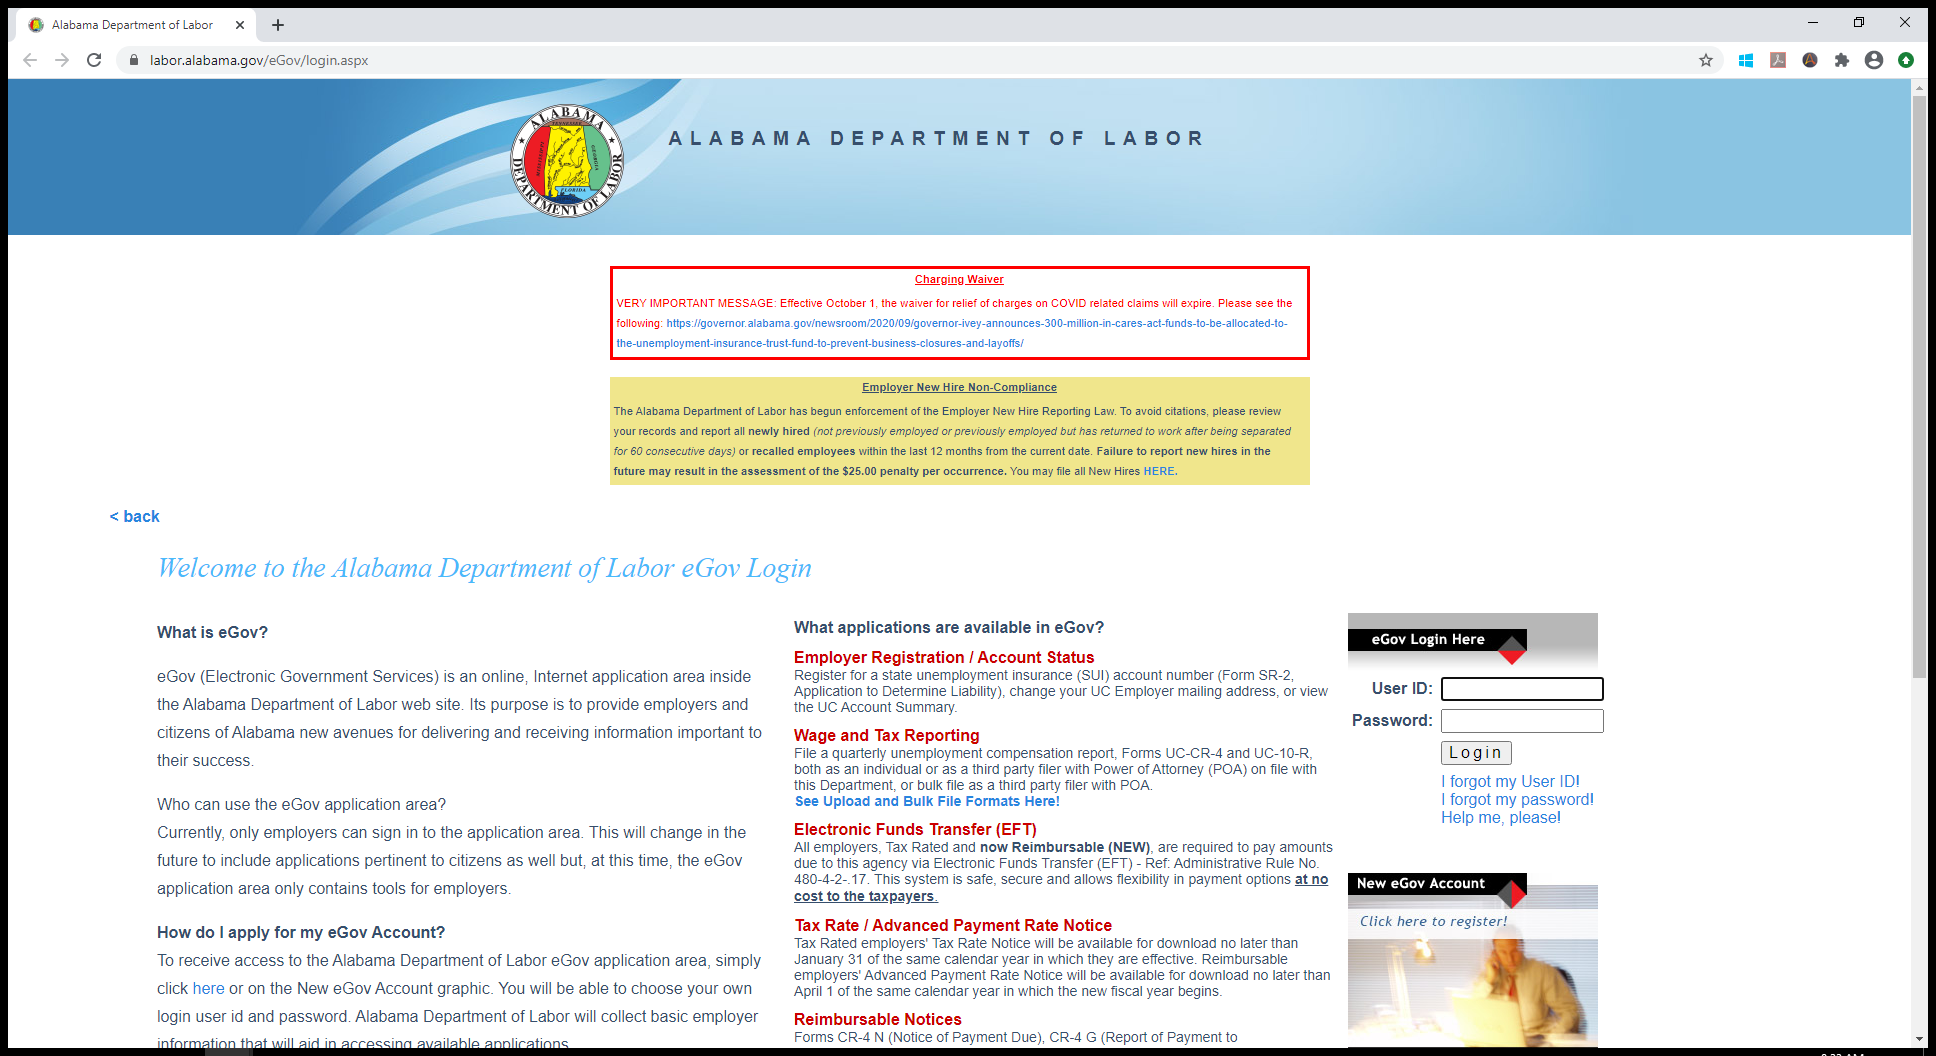 Alabama Department of Labor
labor.alabama.gov/eGov/login.aspx
ALABAMA
DEPARTMENT OF LABOR
TENNESSEE
MISSISSIPPI
GEORGIA
FLORIDA
ALABAMA DEPARTMENT OF LABOR
Charging Waiver
VERY IMPORTANT MESSAGE: Effective October 1, the waiver for relief of charges on COVID related claims will expire. Please see the
following: https://governor.alabama.gov/newsroom/2020/09/governor-ivey-announces-300-million-in-cares-act-funds-to-be-allocated-to-
the-unemployment-insurance-trust-fund-to-prevent-business-closures-and-layoffs/
Employer New Hire Non-Compliance
The Alabama Department of Labor has begun enforcement of the Employer New Hire Reporting Law. To avoid citations, please review
your records and report all newly hired (not previously employed or previously employed but has returned to work after being separated
for 60 consecutive days) or recalled employees within the last 12 months from the current date. Failure to report new hires in the
future may result in the assessment of the $25.00 penalty per occurrence. You may file all New Hires HERE.
< back
Welcome to the Alabama Department of Labor eGov Login
What is eGov?
eGov (Electronic Government Services) is an online, Internet application area inside
the Alabama Department of Labor web site. Its purpose is to provide employers and
citizens of Alabama new avenues for delivering and receiving information important to
their success.
Who can use the eGov application area?
Currently, only employers can sign in to the application area. This will change in the
future to include applications pertinent to citizens as well but, at this time, the eGov
application area only contains tools for employers.
How do I apply for my eGov Account?
To receive access to the Alabama Department of Labor eGov application area, simply
click here or on the New eGov Account graphic. You will be able to choose your own
login user id and password. Alabama Department of Labor will collect basic employer
information that will aid in accessing available applications.
What applications are available in eGov?
Employer Registration / Account Status
Register for a state unemployment insurance (SUI) account number (Form SR-2,
Application to Determine Liability), change your UC Employer mailing address, or view
the UC Account Summary.
Wage and Tax Reporting
File a quarterly unemployment compensation report, Forms UC-CR-4 and UC-10-R,
both as an individual or as a third party filer with Power of Attorney (POA) on file with
this Department, or bulk file as a third party filer with POA.
See Upload and Bulk File Formats Here!
Electronic Funds Transfer (EFT)
All employers, Tax Rated and now Reimbursable (NEW), are required to pay amounts
due to this agency via Electronic Funds Transfer (EFT) - Ref: Administrative Rule No.
480-4-2-.17. This system is safe, secure and allows flexibility in payment options at no
cost to the taxpayers.
Tax Rate / Advanced Payment Rate Notice
Tax Rated employers' Tax Rate Notice will be available for download no later than
January 31 of the same calendar year in which they are effective. Reimbursable
employers' Advanced Payment Rate Notice will be available for download no later than
April 1 of the same calendar year in which the new fiscal year begins.
Reimbursable Notices
Forms CR-4 N (Notice of Payment Due), CR-4 G (Report of Payment to
eGov Login Here
User ID:
Password:
Login
I forgot my User ID!
I forgot my password!
Help me, please!
New eGov Account
Click here to register!